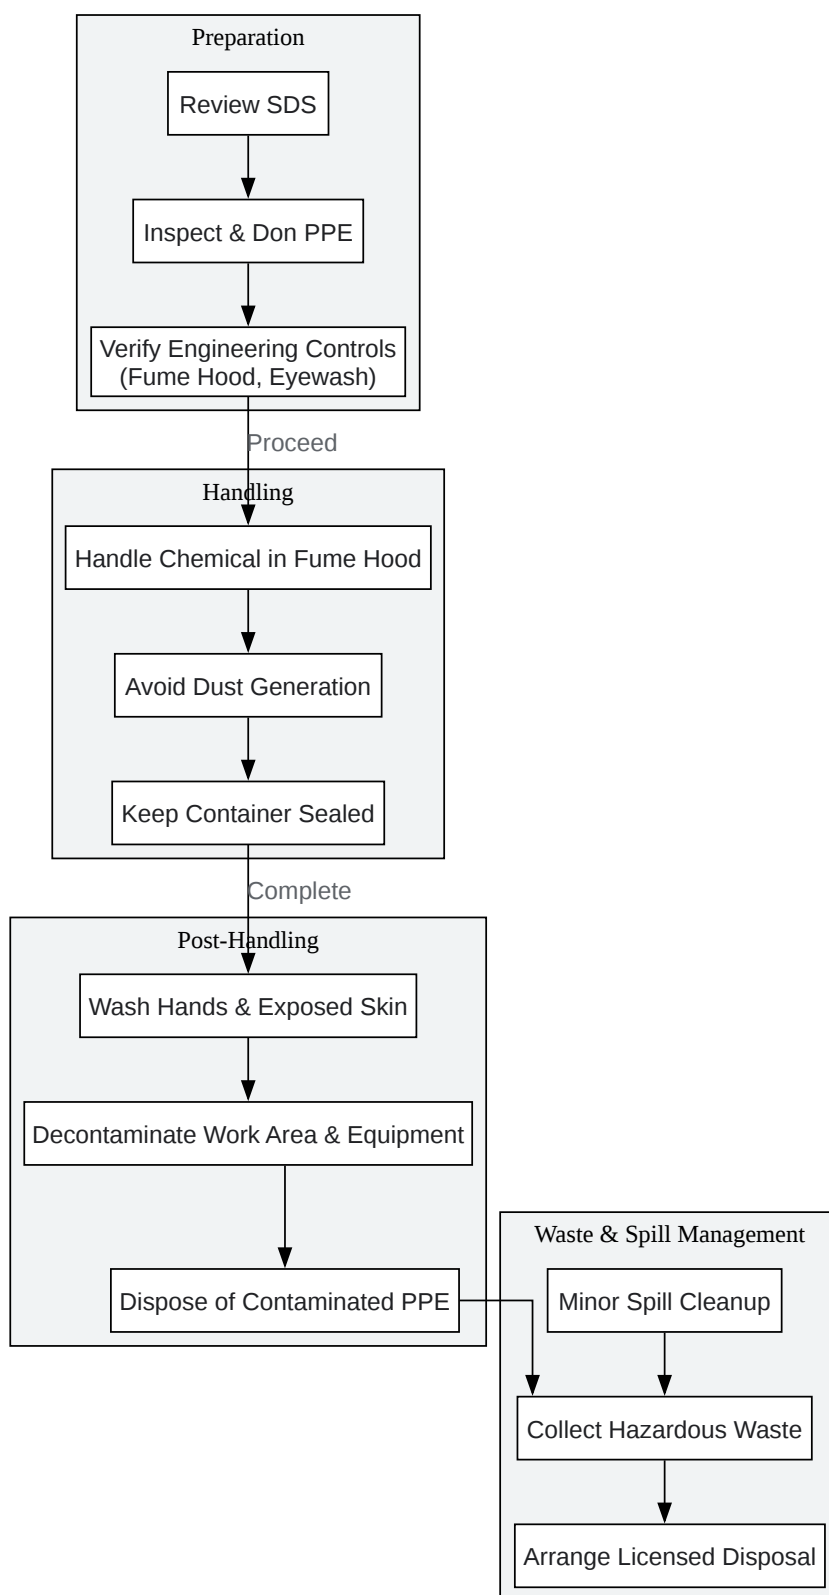 Preparation
Review SDS
Inspect & Don PPE
Verify Engineering Controls
(Fume Hood, Eyewash)
Proceed
Handling
Handle Chemical in Fume Hood
Avoid Dust Generation
Keep Container Sealed
Complete
Post-Handling
Wash Hands & Exposed Skin
Decontaminate Work Area & Equipment
Dispose of Contaminated PPE
Waste & Spill Management
Minor Spill Cleanup
Collect Hazardous Waste
Arrange Licensed Disposal